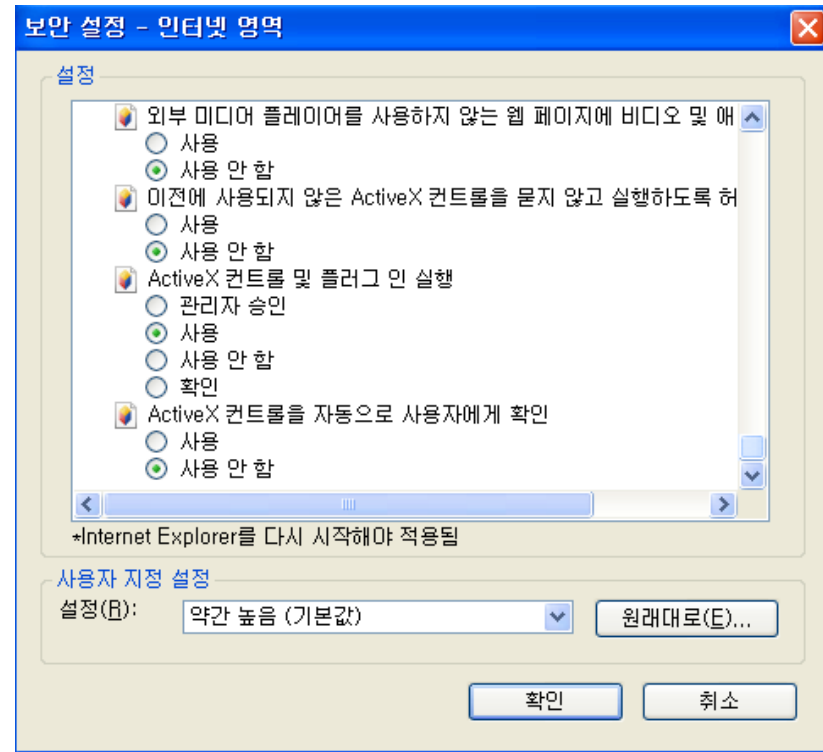 보안 설정 - 인터넷 영역
설정
외부 미디어 플레이어를 사용하지 않는 웹 페이지에 비디오 및 애
사용
사용 안 함
이전에 사용되지 않은 ActiveX 컨트롤을 묻지 않고 실행하도록 허
사용
사용 안 함
ActiveX 컨트롤 및 플러그 인 실행
관리자 승인
사용
사용 안 함
확인
ActiveX 컨트롤을 자동으로 사용자에게 확인
사용
사용 안 함
*Internet Explorer를 다시 시작해야 적용됨
사용자 지정 설정
설정(R): 약간 높음 (기본값) 원래대로(E)...
확인 취소